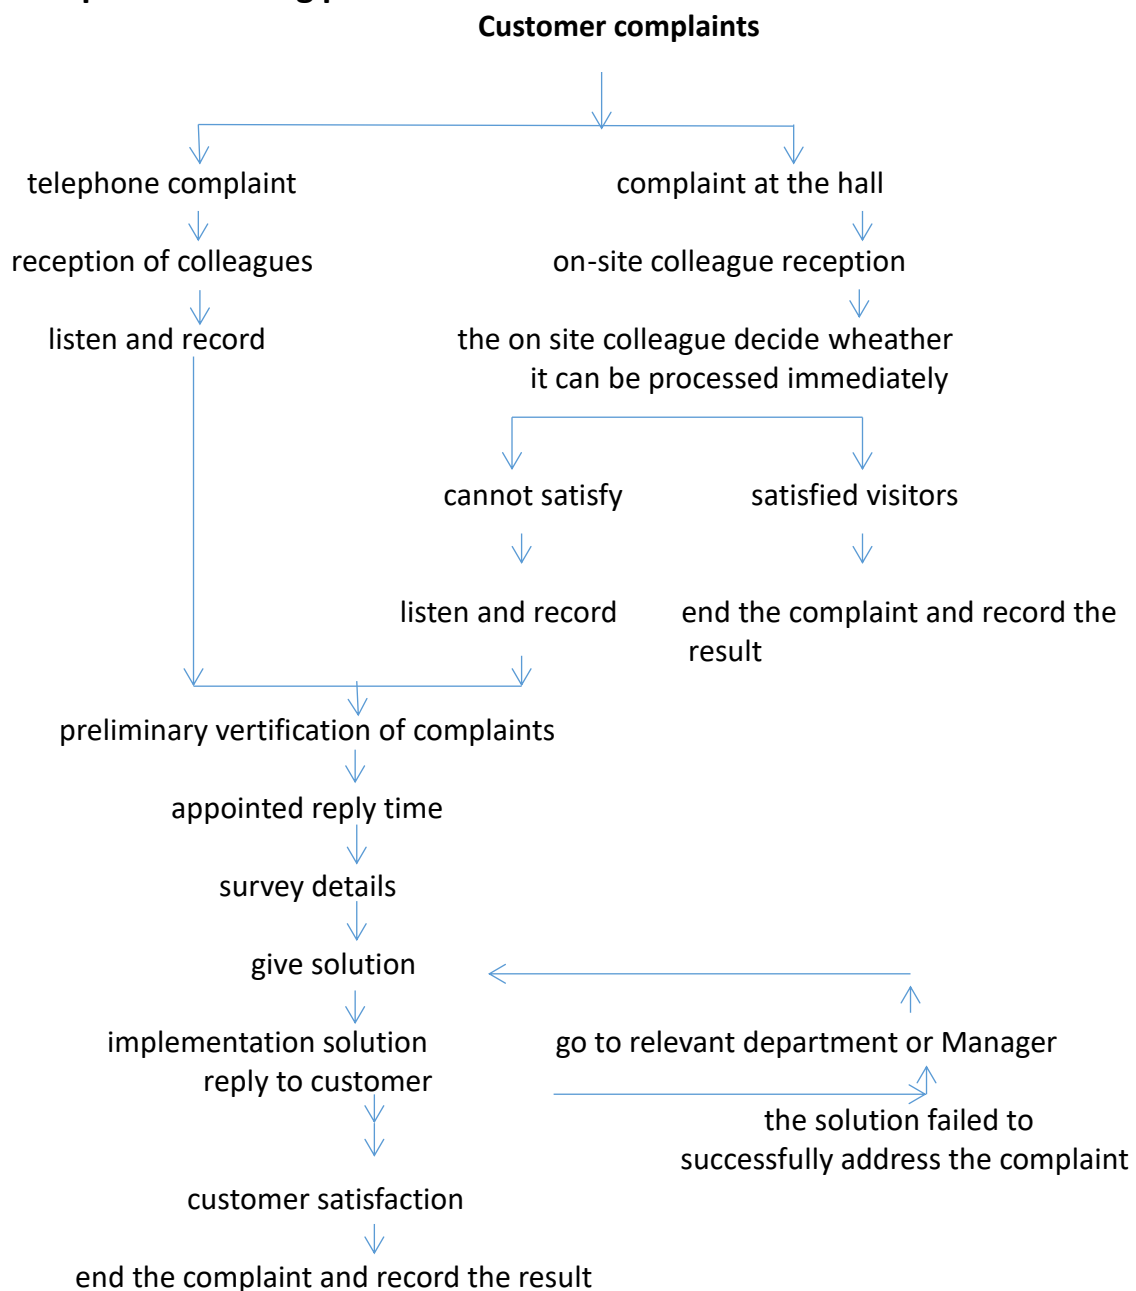 Customer complaints
telephone complaint
complaint at the hall
reception of colleagues
on-site colleague reception
listen and record
the on site colleague decide wheather
it can be processed immediately
cannot satisfy
satisfied visitors
listen and record
end the complaint and record the
result
preliminary vertification of complaints
appointed reply time
survey details
give solution
implementation solution
go to relevant department or Manager
reply to customer
the solution failed to
successfully address the complaint
customer satisfaction
end the complaint and record the result